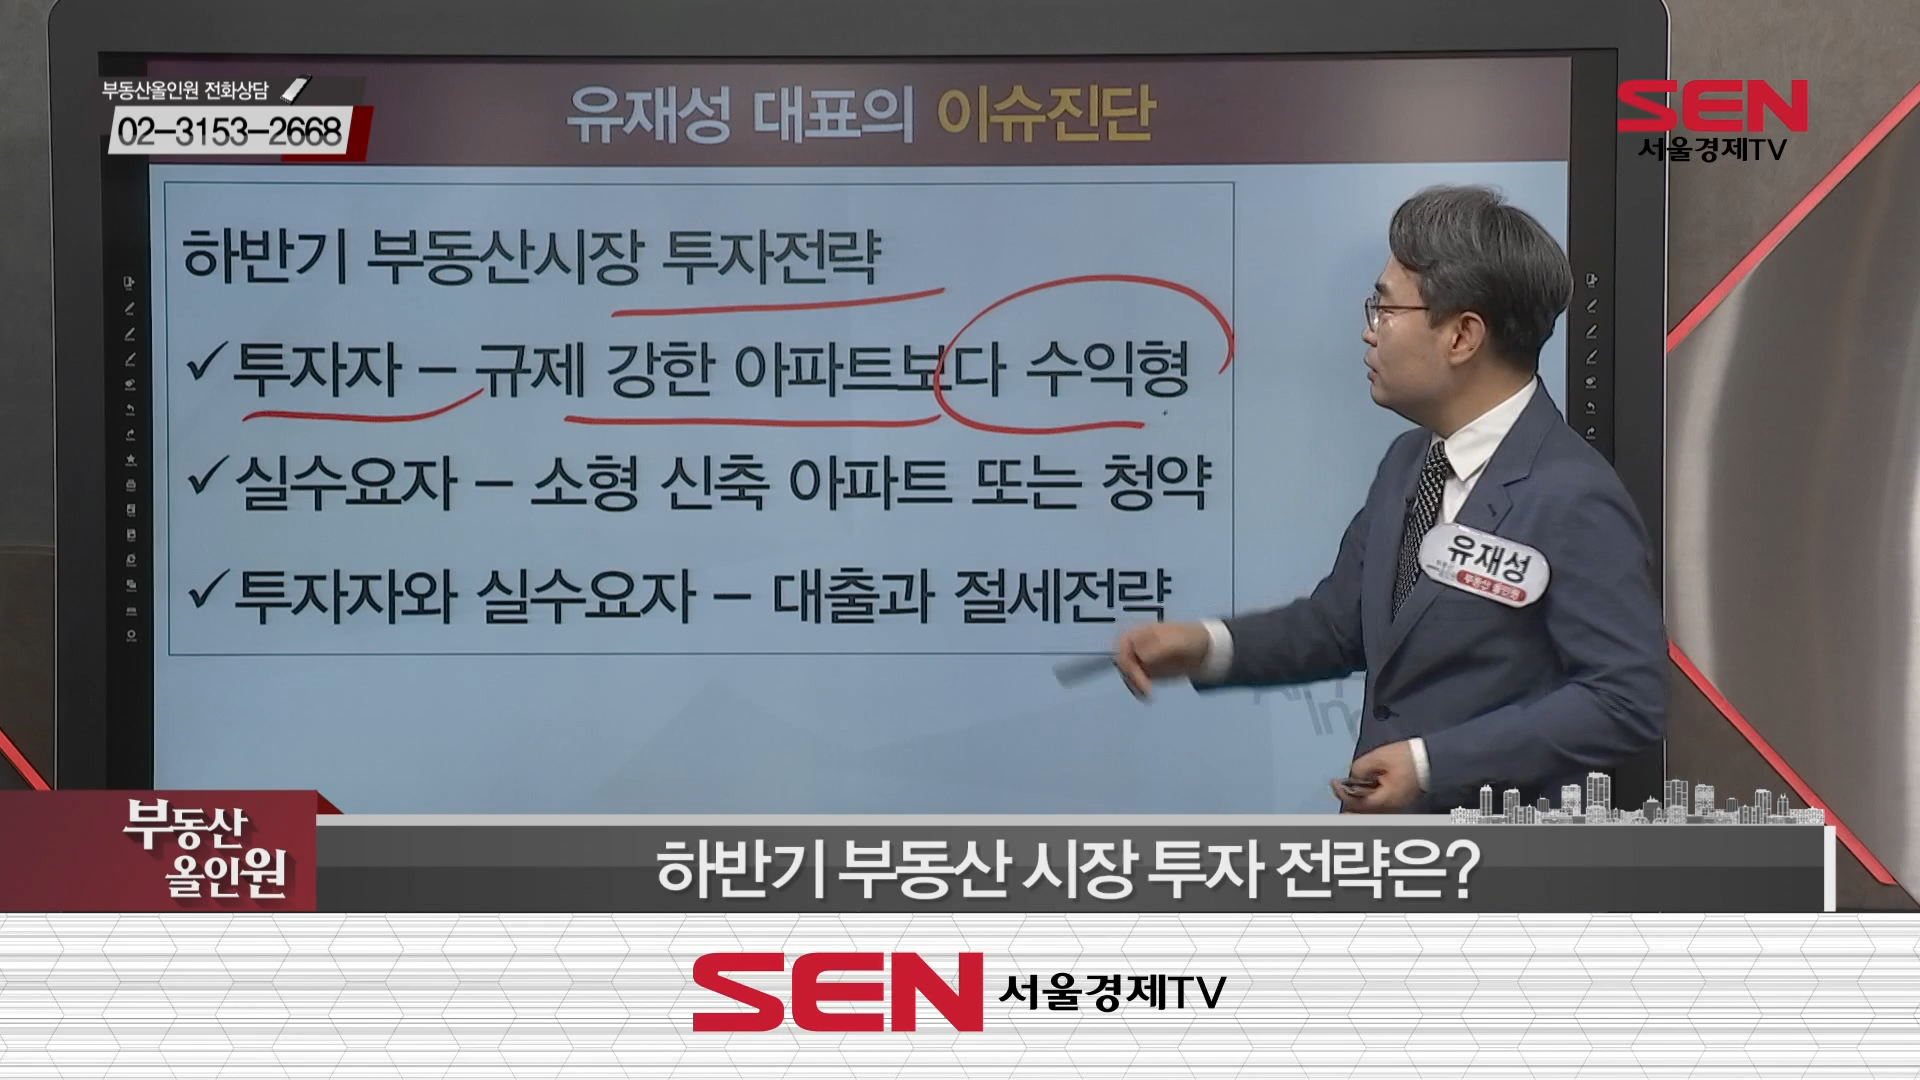 부동산올인원 전화상담
02-3153-2668
유재성 대표의 이슈진단
SEN
서울경제TV
하반기 부동산시장 투자전략
✓투자자 - 규제 강한 아파트보다 수익형
✓실수요자 - 소형 신축 아파트 또는 청약
✓투자자와 실수요자 - 대출과 절세전략
유재성
부동산
올인원
하반기 부동산 시장 투자 전략은?
SEN 서울경제TV